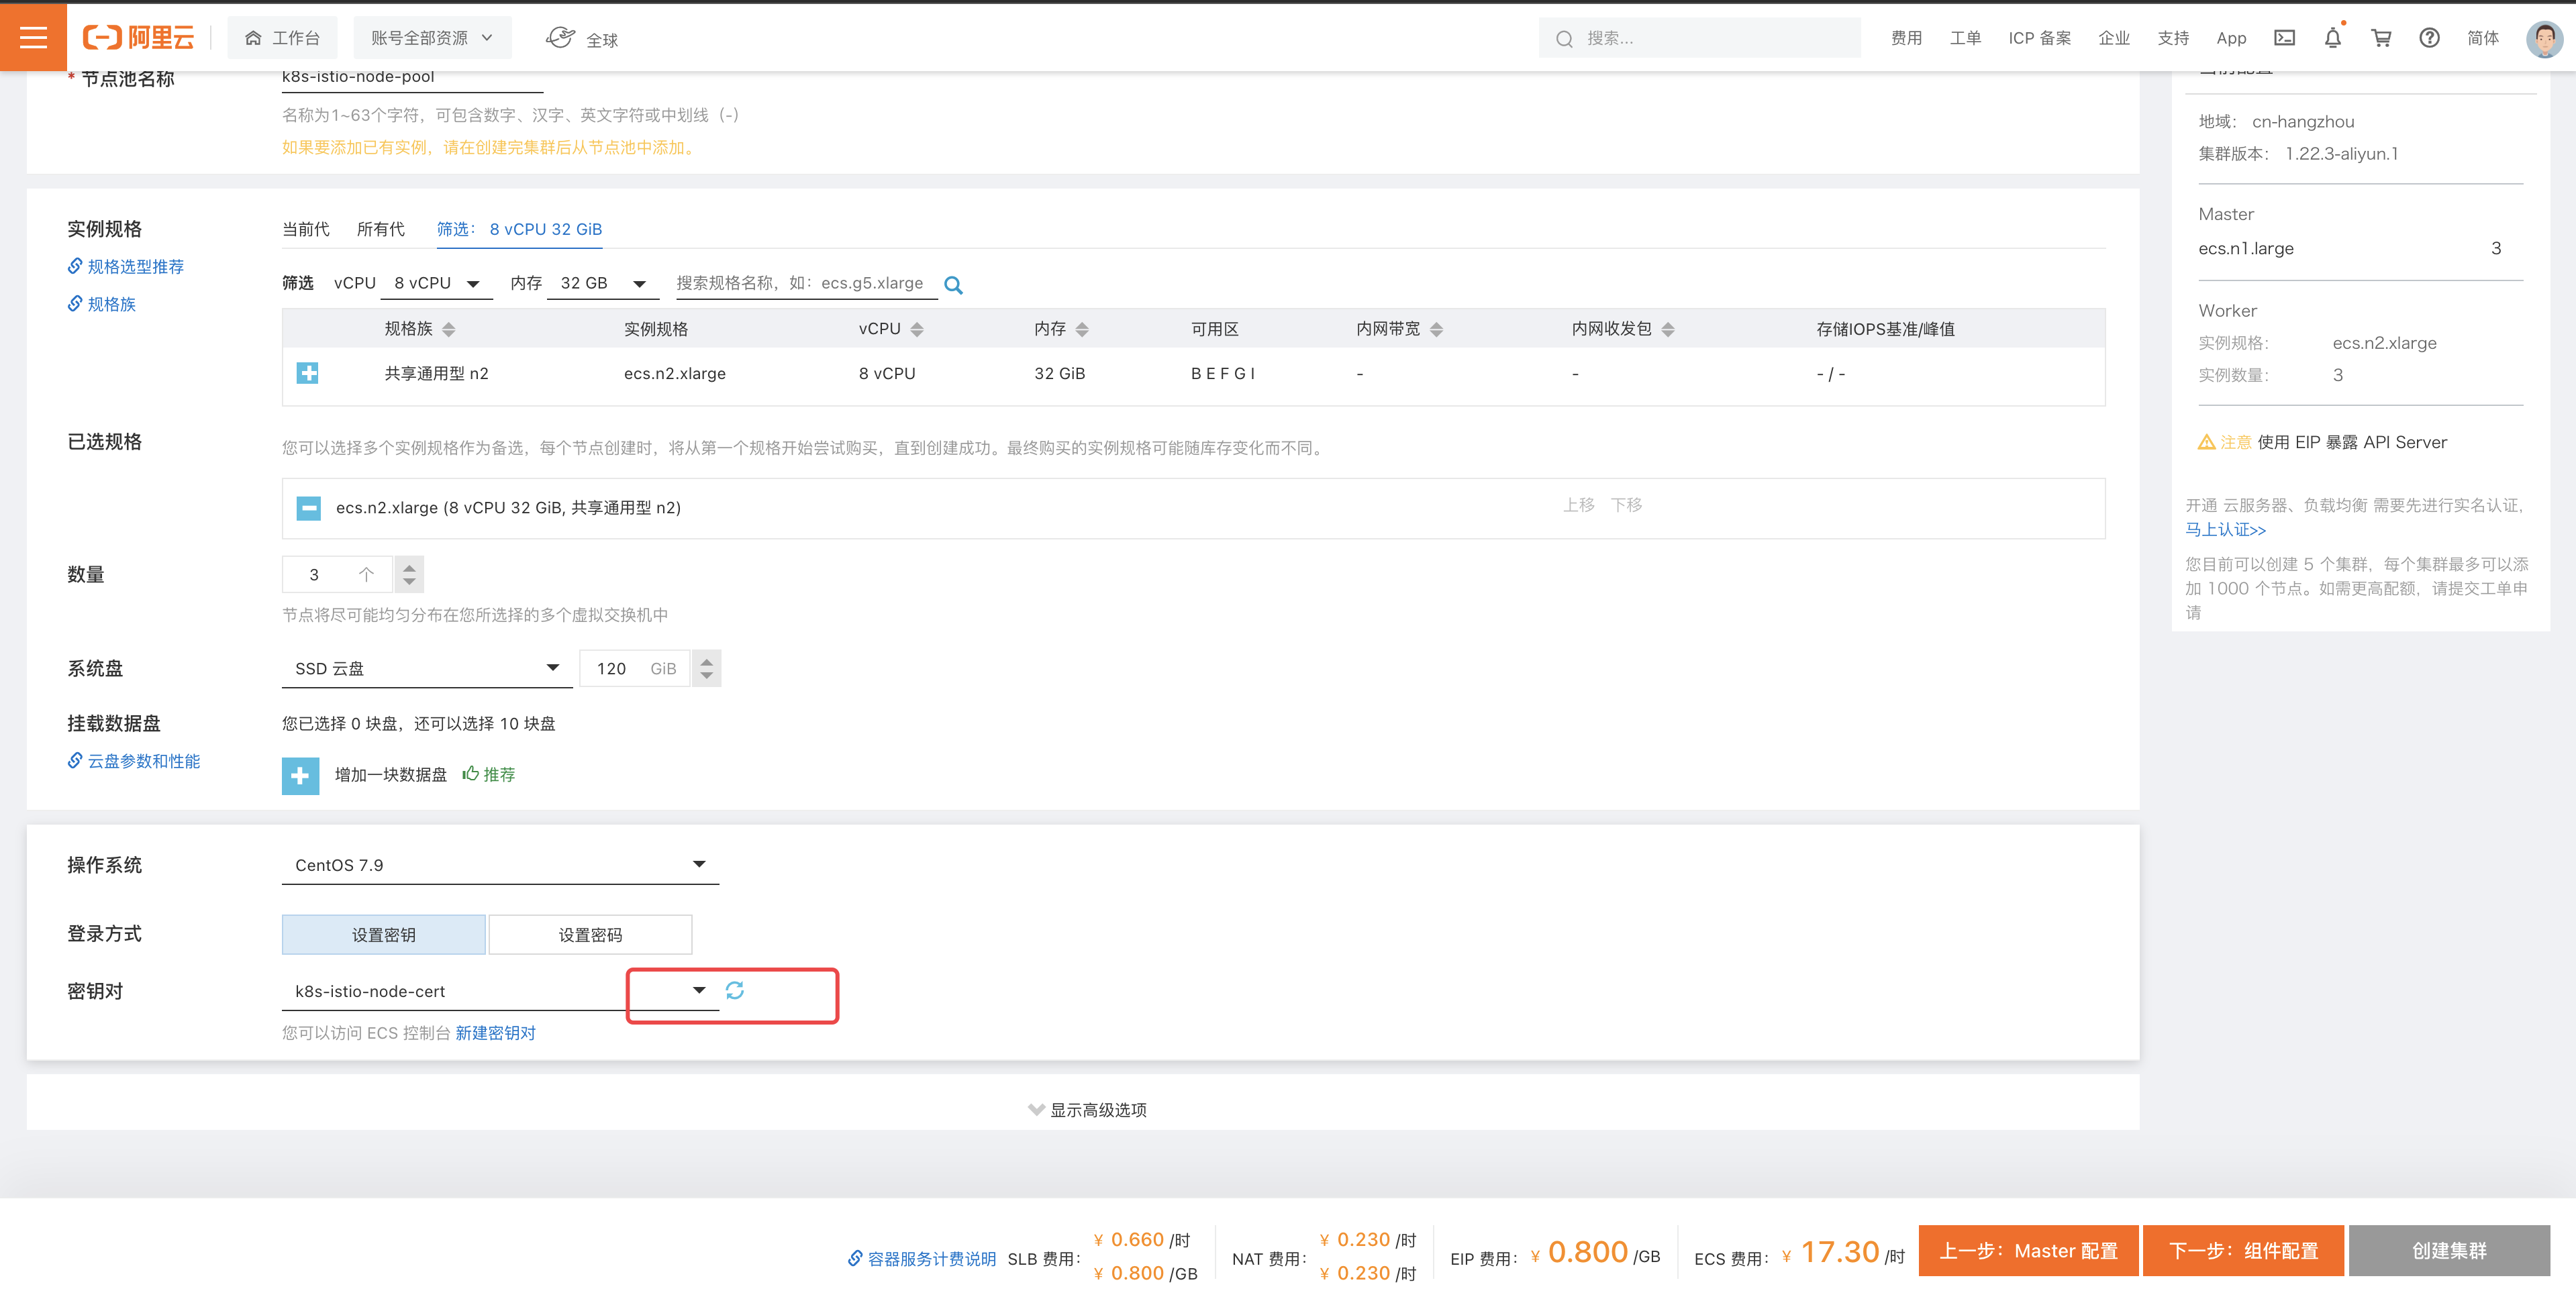 阿里云
工作台
账号全部资源
全球
搜索...
费用
工单
ICP 备案
企业
支持
App
简体
* 节点池名称
k8s-istio-node-pool
名称为1~63个字符，可包含数字、汉字、英文字符或中划线（-）
如果要添加已有实例，请在创建完集群后从节点池中添加。
实例规格
规格选型推荐
规格族
当前代 所有代 筛选： 8 vCPU 32 GiB
筛选 vCPU 8 vCPU 内存 32 GB 搜索规格名称，如：ecs.g5.xlarge
规格族 实例规格 vCPU 内存 可用区 内网带宽 内网收发包 存储IOPS基准/峰值
共享通用型 n2 ecs.n2.xlarge 8 vCPU 32 GiB B E F G I - - - / -
已选规格
您可以选择多个实例规格作为备选，每个节点创建时，将从第一个规格开始尝试购买，直到创建成功。最终购买的实例规格可能随库存变化而不同。
ecs.n2.xlarge (8 vCPU 32 GiB, 共享通用型 n2) 上移 下移
数量
3 个
节点将尽可能均匀分布在您所选择的多个虚拟交换机中
系统盘
SSD 云盘 120 GiB
挂载数据盘
云盘参数和性能
您已选择 0 块盘，还可以选择 10 块盘
增加一块数据盘 推荐
操作系统
CentOS 7.9
登录方式
设置密钥 设置密码
密钥对
k8s-istio-node-cert
您可以访问 ECS 控制台 新建密钥对
显示高级选项
当前配置
地域： cn-hangzhou
集群版本： 1.22.3-aliyun.1
Master
ecs.n1.large 3
Worker
实例规格： ecs.n2.xlarge
实例数量： 3
注意 使用 EIP 暴露 API Server
开通 云服务器、负载均衡 需要先进行实名认证，
马上认证>>
您目前可以创建 5 个集群，每个集群最多可以添
加 1000 个节点。如需更高配额，请提交工单申
请
容器服务计费说明
SLB 费用： ¥ 0.660 /时
¥ 0.800 /GB
NAT 费用： ¥ 0.230 /时
¥ 0.230 /时
EIP 费用： ¥ 0.800 /GB
ECS 费用： ¥ 17.30 /时
上一步：Master 配置
下一步：组件配置
创建集群